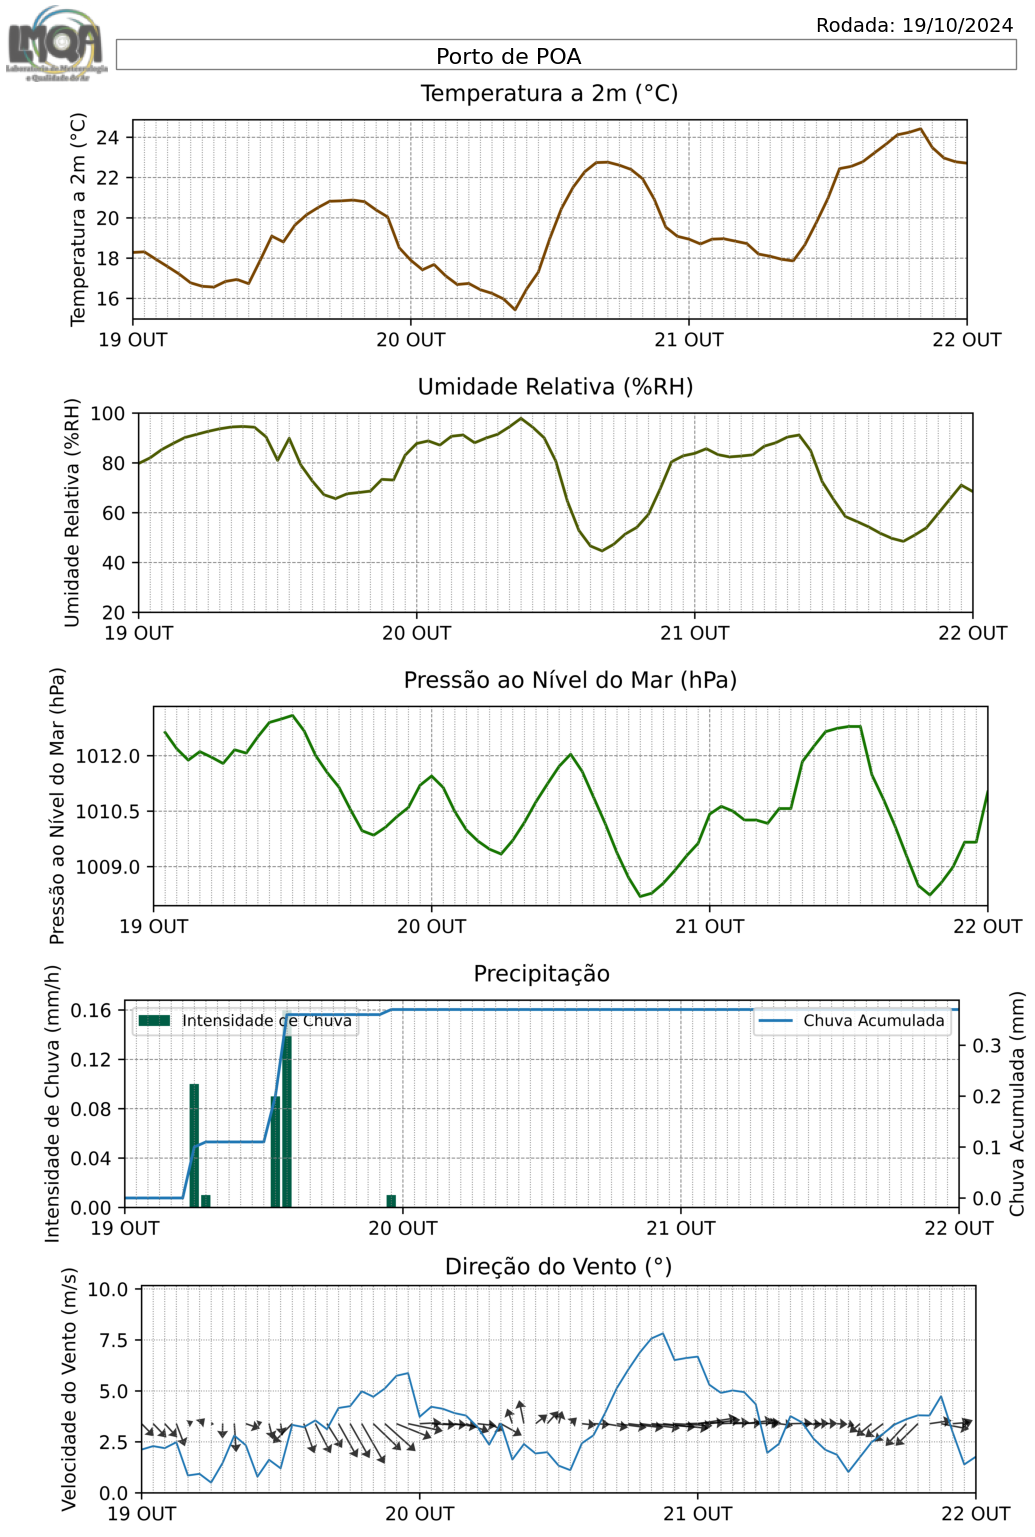 Rodada: 19/10/2024
LMQA
Laboratório de Meteorologia
e Qualidade do Ar
Porto de POA
Temperatura a 2m (°C)
Temperatura a 2m (°C)
24
22
20
18
16
19 OUT 20 OUT 21 OUT 22 OUT
Umidade Relativa (%RH)
Umidade Relativa (%RH)
100
80
60
40
20
19 OUT 20 OUT 21 OUT 22 OUT
Pressão ao Nível do Mar (hPa)
Pressão ao Nível do Mar (hPa)
1012.0
1010.5
1009.0
19 OUT 20 OUT 21 OUT 22 OUT
Precipitação
Intensidade de Chuva (mm/h)
0.16
0.12
0.08
0.04
0.00
Intensidade de Chuva
Chuva Acumulada
0.3
0.2
0.1
0.0
Chuva Acumulada (mm)
19 OUT 20 OUT 21 OUT 22 OUT
Direção do Vento (°)
Velocidade do Vento (m/s)
10.0
7.5
5.0
2.5
0.0
19 OUT 20 OUT 21 OUT 22 OUT